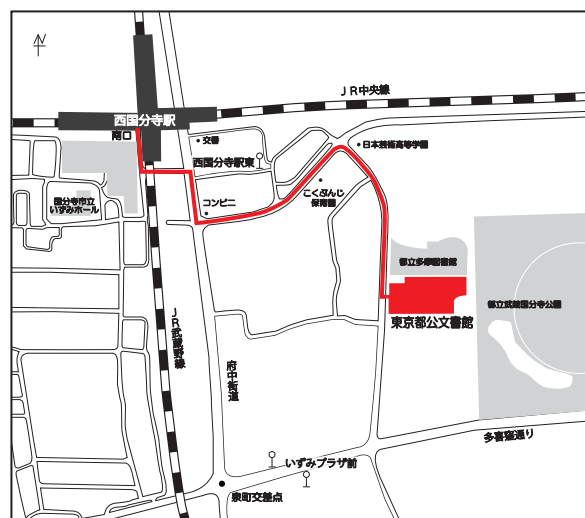 JR中央線
西国分寺駅
南口
交番
日本芸術高等学園
西国分寺駅東
こくぶんじ
保育園
国分寺市立
いずみホール
コンビニ
都立多摩図書館
都立武蔵国分寺公園
東京都公文書館
JR武蔵野線
府中街道
多喜窪通り
いずみプラザ前
泉町交差点